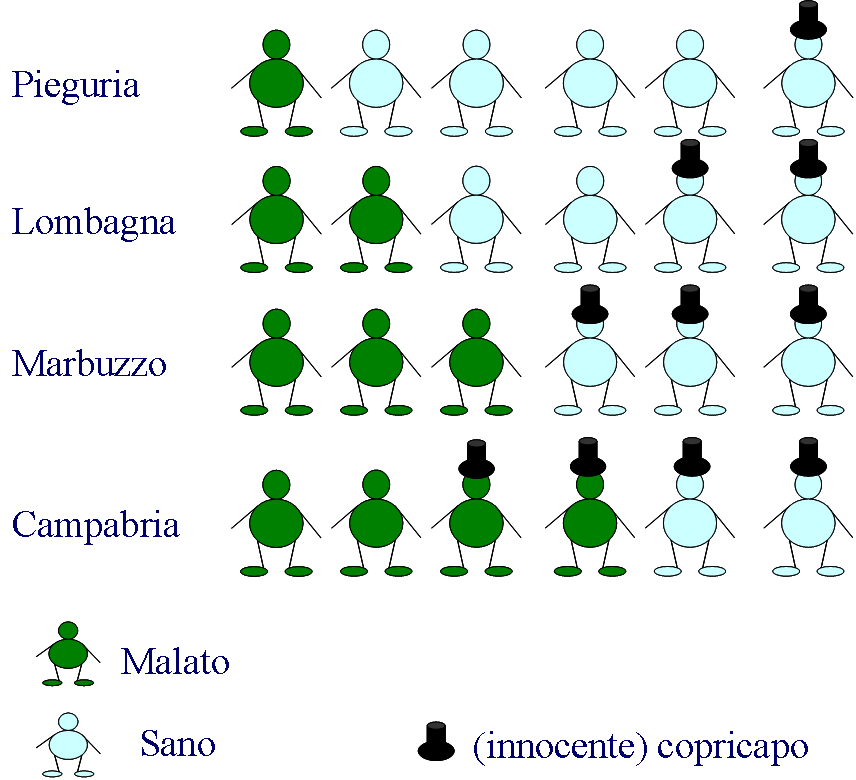 Pieguria
Lombagna
Marbuzzo
Campabria
Malato
Sano
(innocente) copricapo